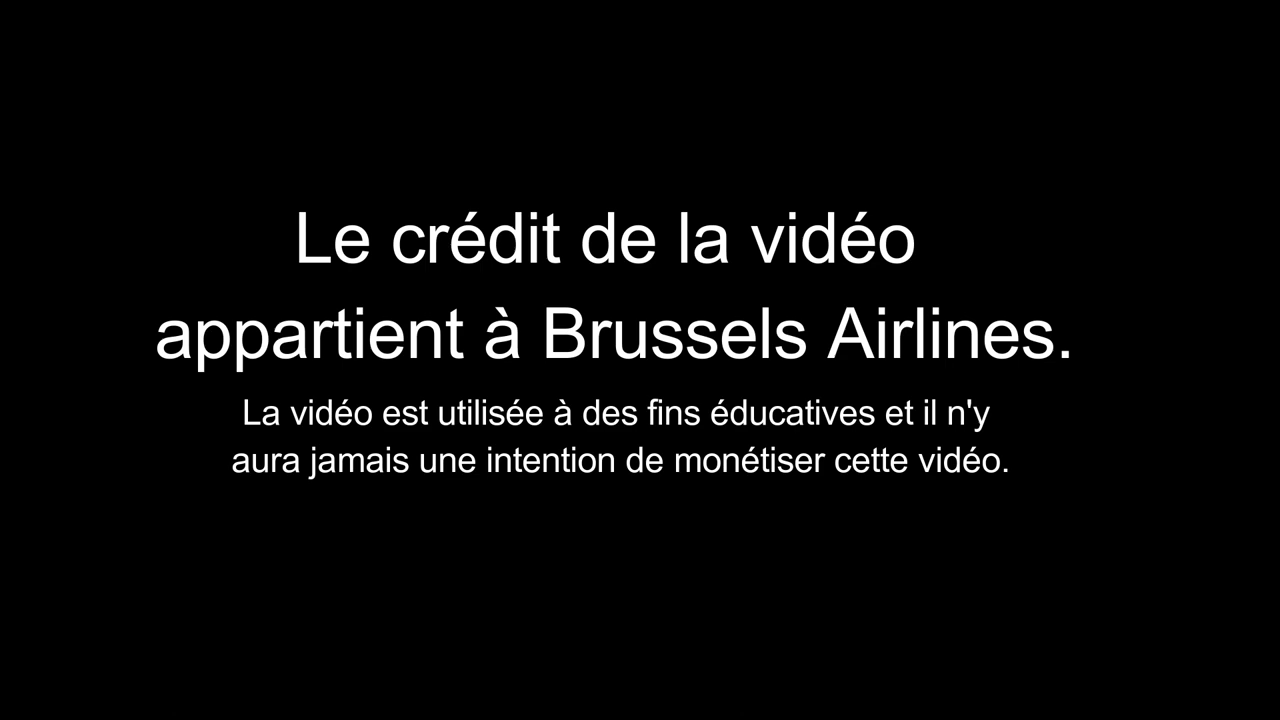 Le crédit de la vidéo
appartient à Brussels Airlines.
La vidéo est utilisée à des fins éducatives et il n'y
aura jamais une intention de monétiser cette vidéo.